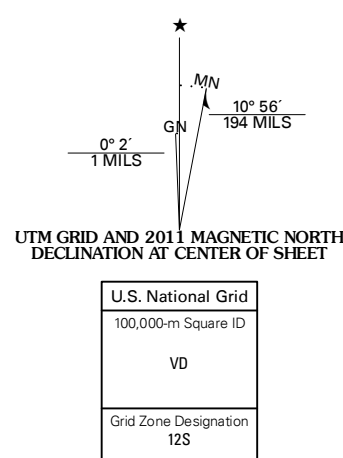 ★
MN
10° 56´
194 MILS
GN
0° 2´
1 MILS
UTM GRID AND 2011 MAGNETIC NORTH
DECLINATION AT CENTER OF SHEET
U.S. National Grid
100,000-m Square ID
VD
Grid Zone Designation
12S